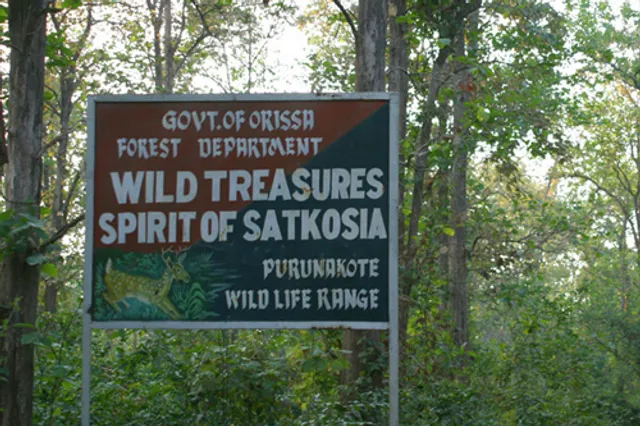 GOVT. OF ORISSA
FOREST DEPARTMENT
WILD TREASURES
SPIRIT OF SATKOSIA
PURUNAKOTE
WILD LIFE RANGE